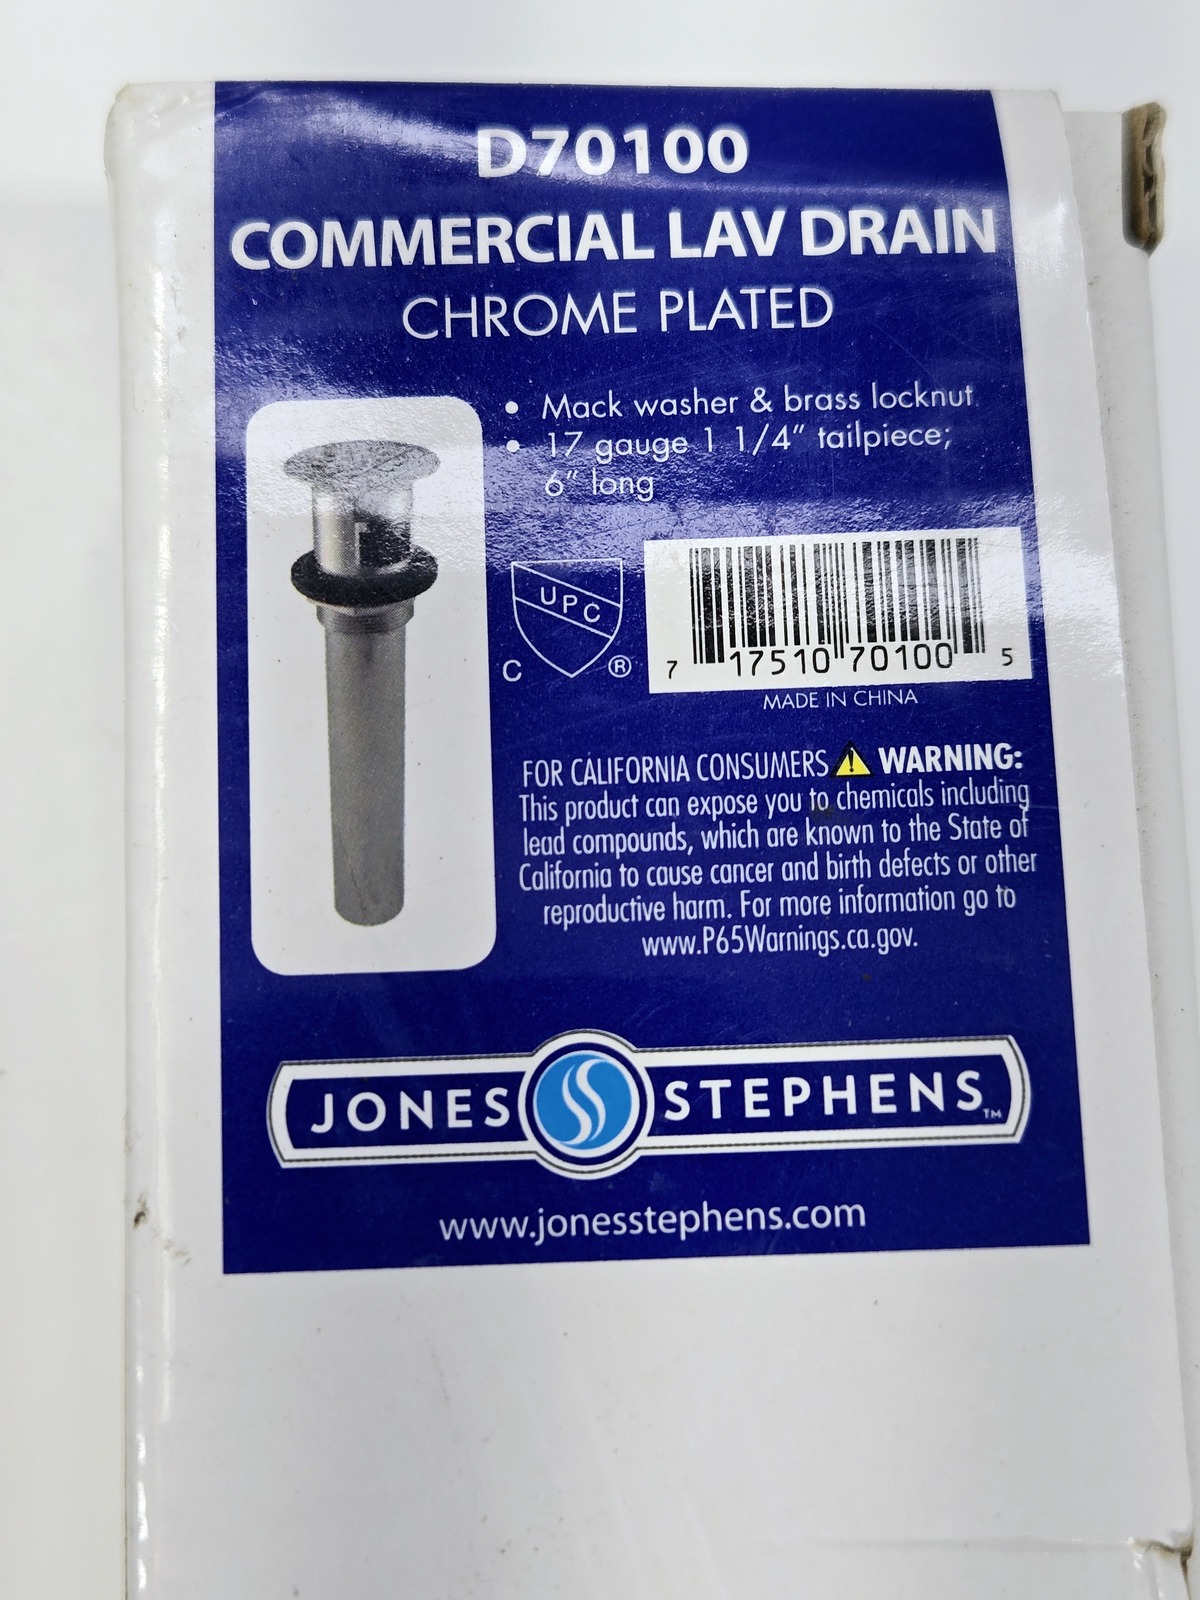 D70100
COMMERCIAL LAV DRAIN
CHROME PLATED
• Mack washer & brass locknut
• 17 gauge 1 1/4" tailpiece;
6" long
UPC
C ®
7 17510 70100 5
MADE IN CHINA
FOR CALIFORNIA CONSUMERS ⚠ WARNING:
This product can expose you to chemicals including
lead compounds, which are known to the State of
California to cause cancer and birth defects or other
reproductive harm. For more information go to
www.P65Warnings.ca.gov.
JONES STEPHENS™
www.jonesstephens.com